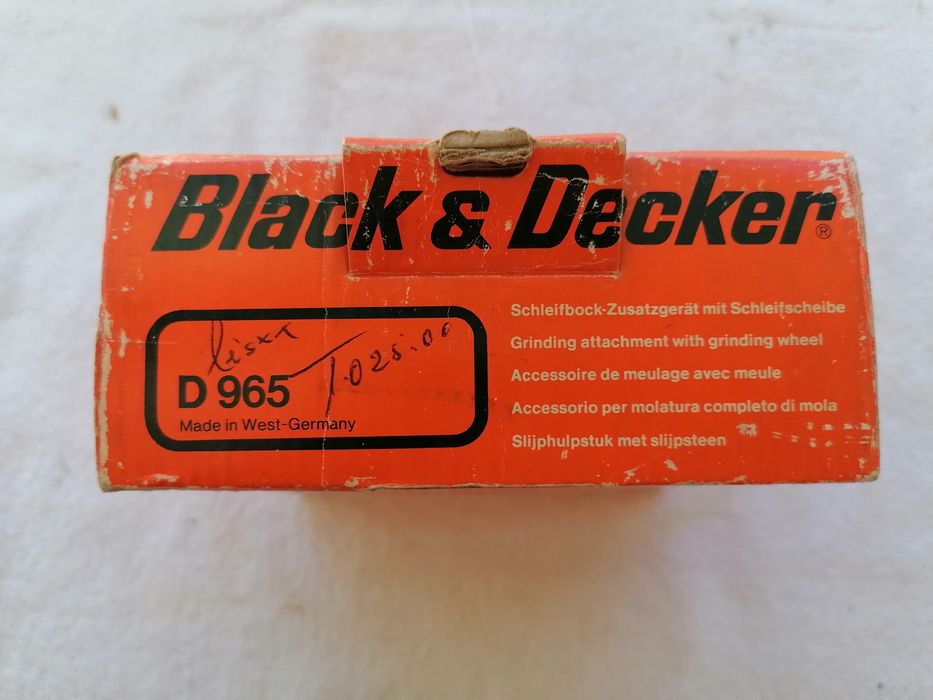 Black & Decker®
D 965
1.025.00
Made in West-Germany
Schleifbock-Zusatzgerät mit Schleifscheibe
Grinding attachment with grinding wheel
Accessoire de meulage avec meule
Accessorio per molatura completo di mola
Slijphulpstuk met slijpsteen